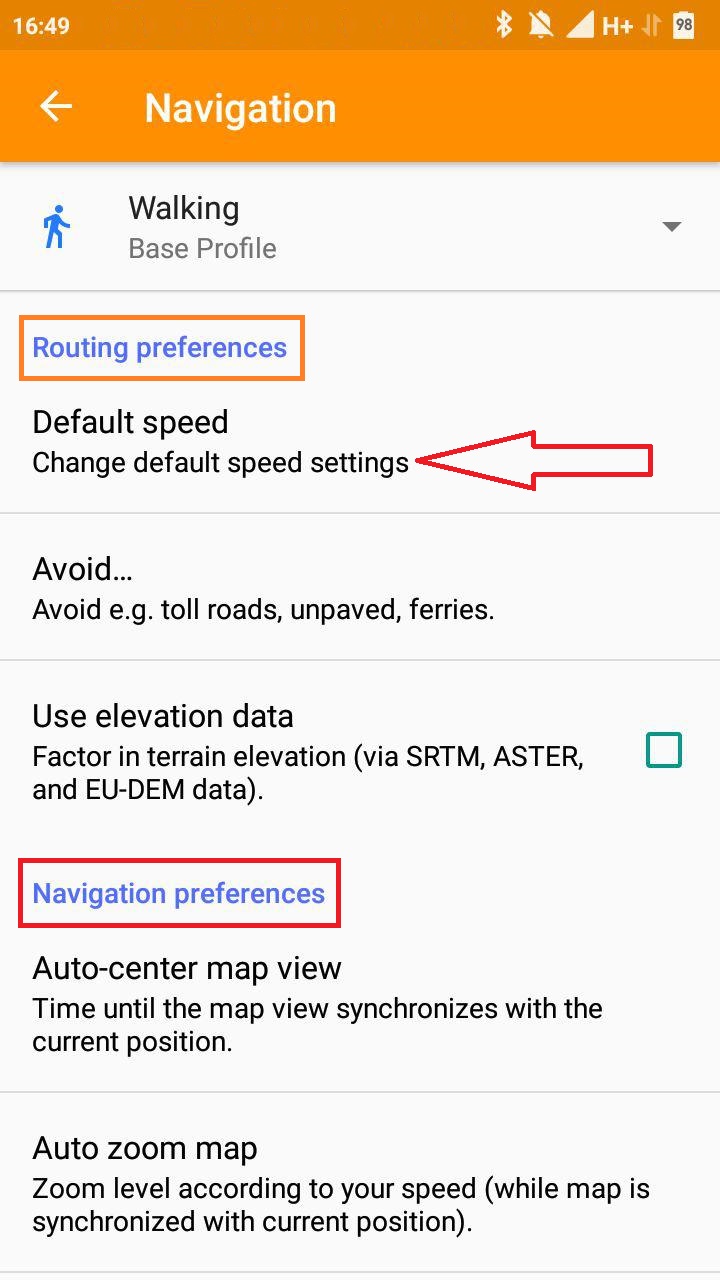 16:49
H+
98
Navigation
Walking
Base Profile
Routing preferences
Default speed
Change default speed settings
Avoid...
Avoid e.g. toll roads, unpaved, ferries.
Use elevation data
Factor in terrain elevation (via SRTM, ASTER,
and EU-DEM data).
Navigation preferences
Auto-center map view
Time until the map view synchronizes with the
current position.
Auto zoom map
Zoom level according to your speed (while map is
synchronized with current position).